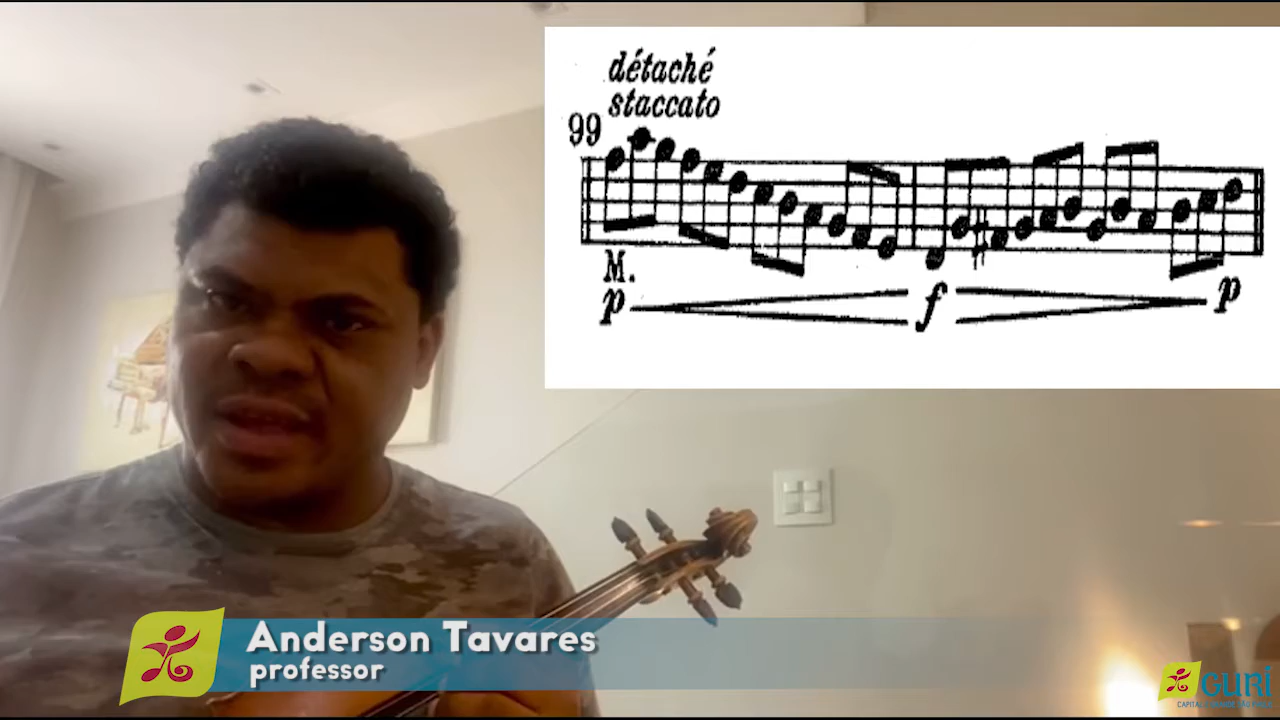 détaché
staccato
99
M.
p
f
p
Anderson Tavares
professor
GURI